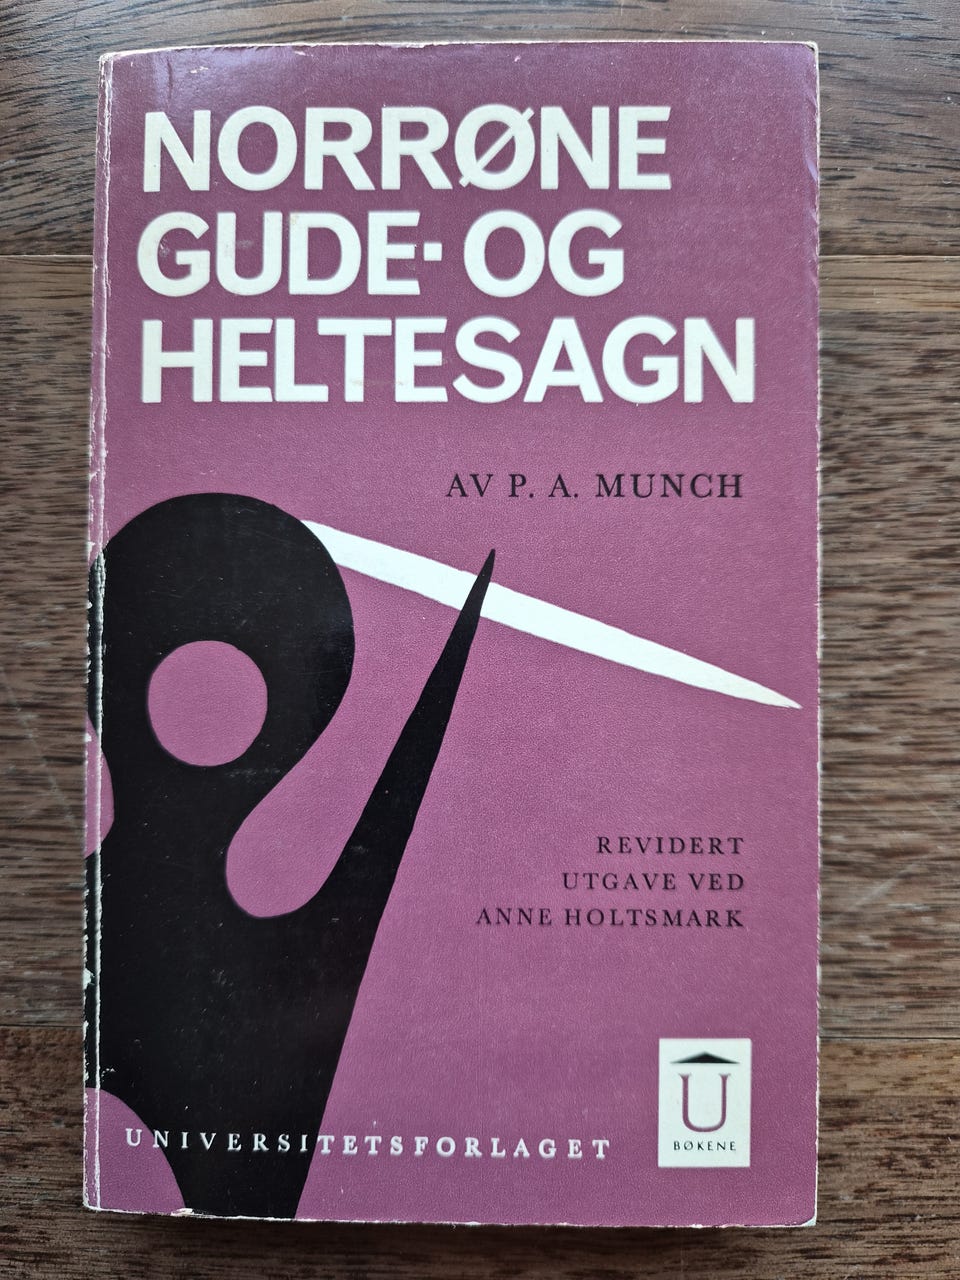 NORRØNE
GUDE- OG
HELTESAGN
AV P. A. MUNCH
REVIDERT
UTGAVE VED
ANNE HOLTSMARK
U
BØKENE
UNIVERSITETSFORLAGET